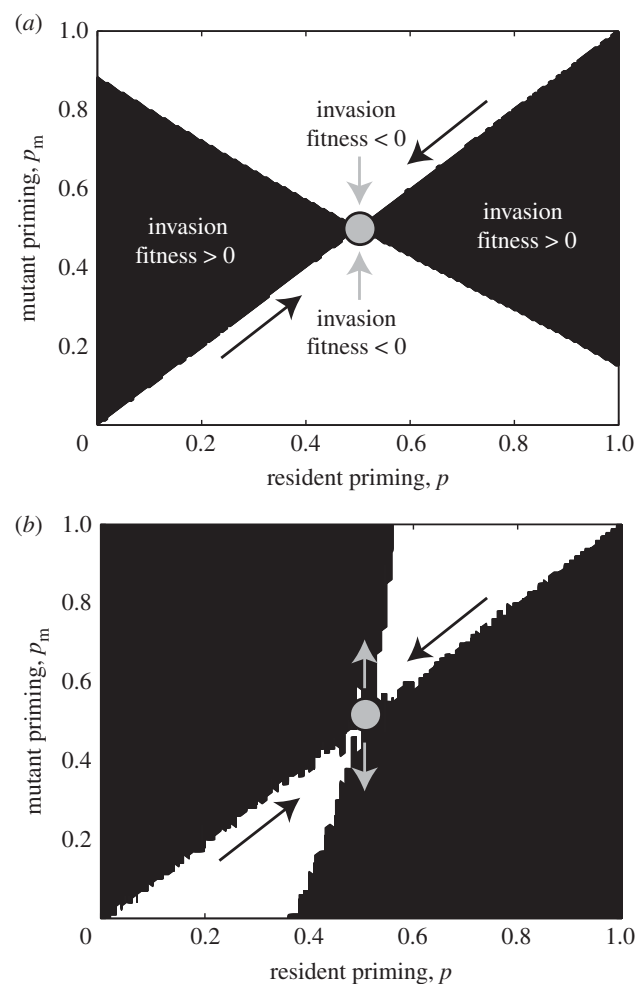 (a)
1.0
0.8
0.6
0.4
0.2
0
0.2
0.4
0.6
0.8
1.0
mutant priming, pm
resident priming, p
invasion
fitness < 0
invasion
fitness > 0
invasion
fitness > 0
invasion
fitness < 0
(b)
1.0
0.8
0.6
0.4
0.2
0
0.2
0.4
0.6
0.8
1.0
mutant priming, pm
resident priming, p